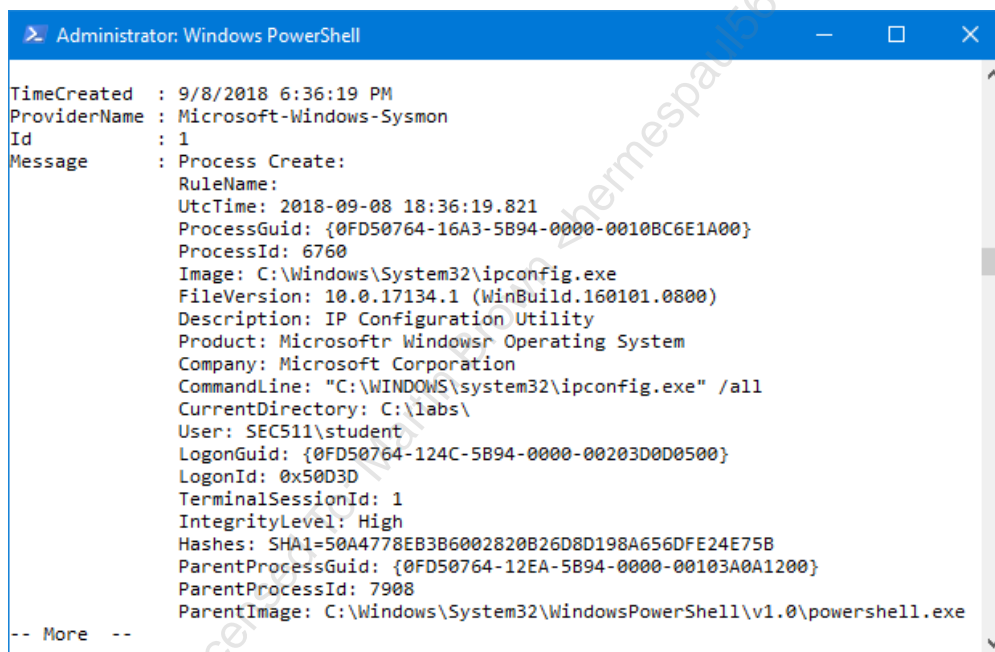 Administrator: Windows PowerShell
TimeCreated : 9/8/2018 6:36:19 PM
ProviderName : Microsoft-Windows-Sysmon
Id : 1
Message : Process Create:
RuleName:
UtcTime: 2018-09-08 18:36:19.821
ProcessGuid: {0FD50764-16A3-5B94-0000-0010BC6E1A00}
ProcessId: 6760
Image: C:\Windows\System32\ipconfig.exe
FileVersion: 10.0.17134.1 (WinBuild.160101.0800)
Description: IP Configuration Utility
Product: Microsoftr Windowsr Operating System
Company: Microsoft Corporation
CommandLine: "C:\WINDOWS\system32\ipconfig.exe" /all
CurrentDirectory: C:\labs\
User: SEC511\student
LogonGuid: {0FD50764-124C-5B94-0000-00203D0D0500}
LogonId: 0x50D3D
TerminalSessionId: 1
IntegrityLevel: High
Hashes: SHA1=50A4778EB3B6002820B26D8D198A656DFE24E75B
ParentProcessGuid: {0FD50764-12EA-5B94-0000-00103A0A1200}
ParentProcessId: 7908
ParentImage: C:\Windows\System32\WindowsPowerShell\v1.0\powershell.exe
-- More --
To: Martin Brown